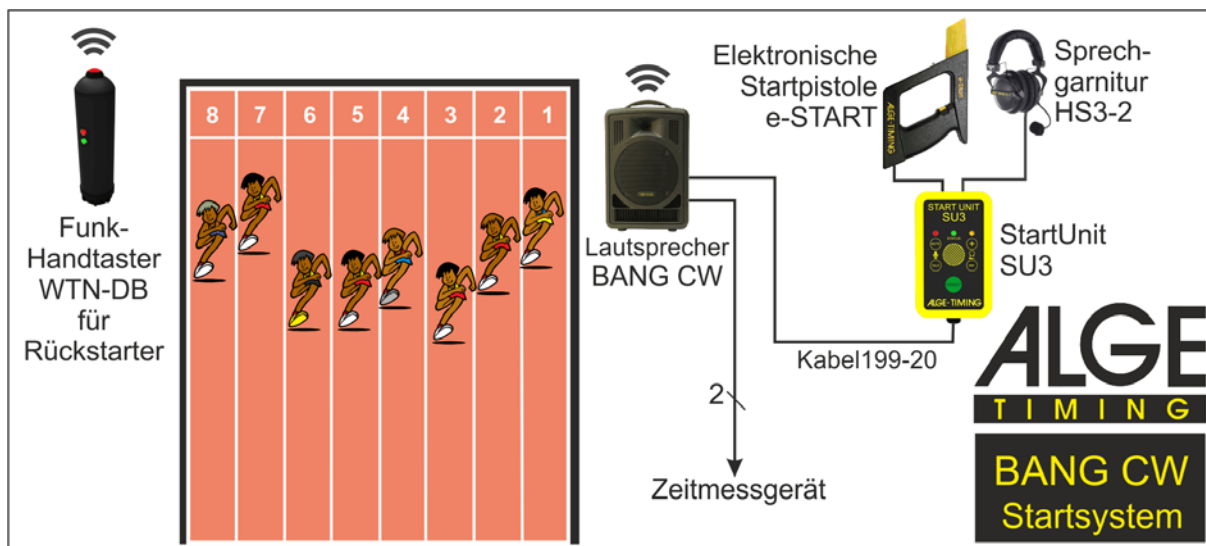 Funk-
Handtaster
WTN-DB
für
Rückstarter
8 7 6 5 4 3 2 1
Lautsprecher
BANG CW
Elektronische
Startpistole
e-START
ALGE-TIMING
Sprech-
garnitur
HS3-2
START UNIT
SU3
ALGE-TIMING
StartUnit
SU3
Kabel199-20
2
Zeitmessgerät
ALGE
TIMING
BANG CW
Startsystem